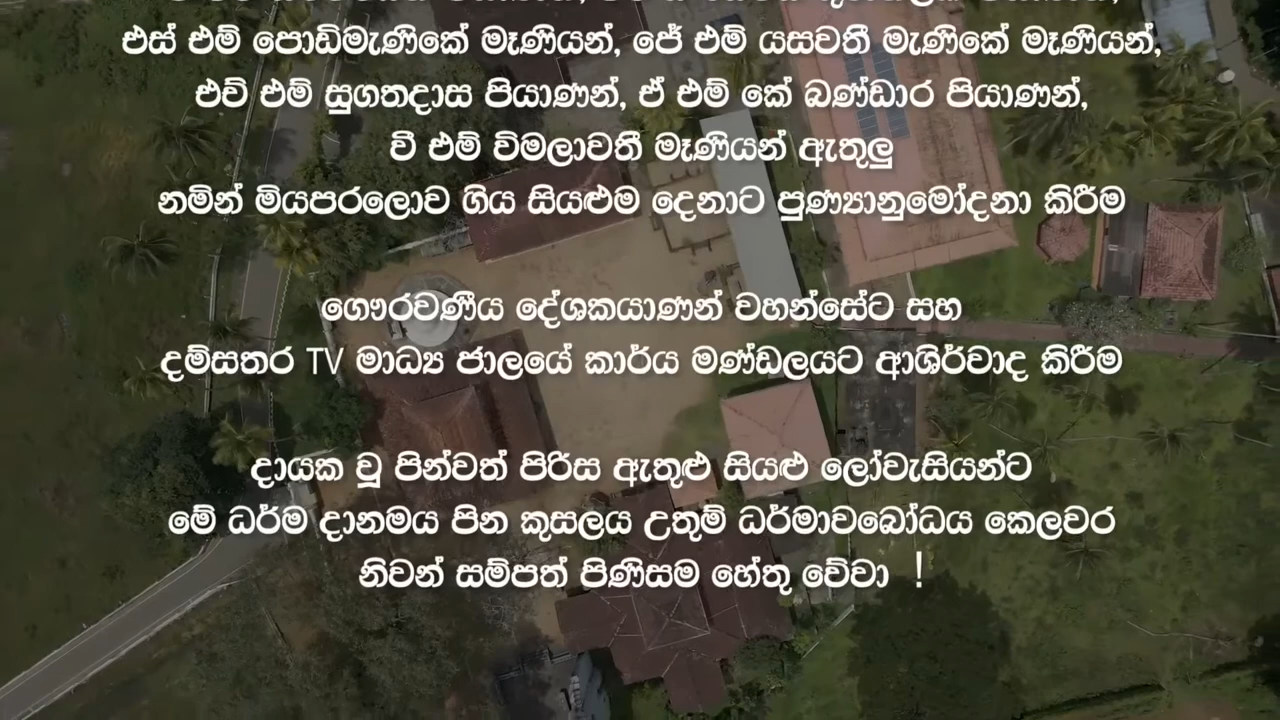 එස් එම් පොඩිමැණිකේ මෑණියන්, ජේ එම් යසවතී මැණිකේ මෑණියන්,
එච් එම් සුගතදාස පියාණන්, ඒ එම් කේ බණ්ඩාර පියාණන්,
වී එම් විමලාවතී මෑණියන් ඇතුලු
නමින් මියපරලොව ගිය සියළුම දෙනාට පුණ්‍යානුමෝදනා කිරීම
ගෞරවණීය දේශකයාණන් වහන්සේට සහ
දම්සතර TV මාධ්‍ය ජාලයේ කාර්ය මණ්ඩලයට ආශිර්වාද කිරීම
දායක වූ පින්වත් පිරිස ඇතුළු සියළු ලෝවැසියන්ට
මේ ධර්ම දානමය පින කුසලය උතුම් ධර්මාවබෝධය කෙලවර
නිවන් සම්පත් පිණිසම හේතු වේවා !